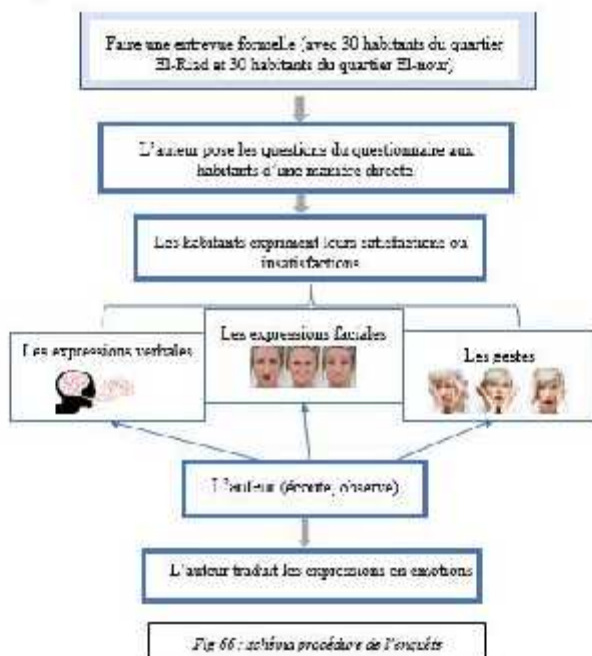 Faire une entrevue formelle (avec 30 habitants du quartier
El-Riad et 30 habitants du quartier El-nour)
L'auteur pose les questions du questionnaire aux
habitants d'une manière directe
Les habitants expriment leurs satisfactions ou
insatisfactions
Les expressions verbales
Les expressions faciales
Les gestes
L'auteur (écoute, observe)
L'auteur traduit les expressions en emotions
Fig 66 : schéma procédure de l'enquête